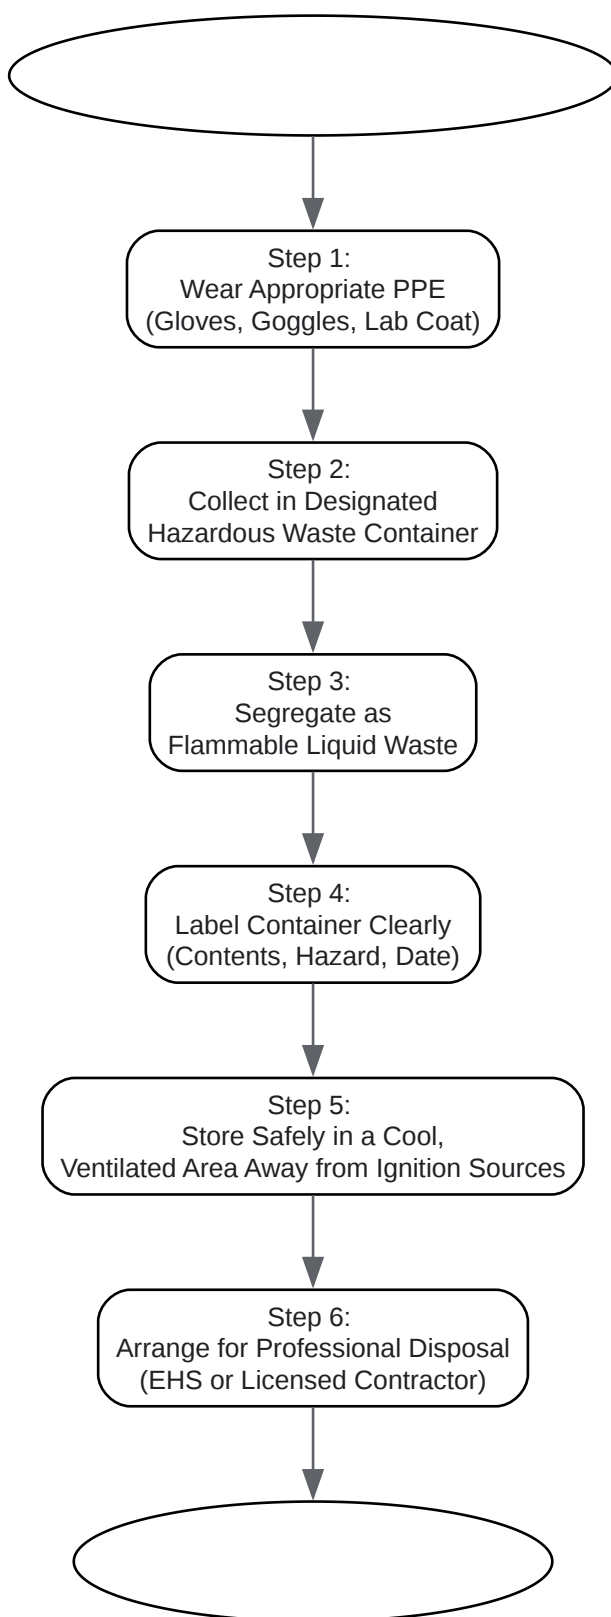 Step 1:
Wear Appropriate PPE
(Gloves, Goggles, Lab Coat)
Step 2:
Collect in Designated
Hazardous Waste Container
Step 3:
Segregate as
Flammable Liquid Waste
Step 4:
Label Container Clearly
(Contents, Hazard, Date)
Step 5:
Store Safely in a Cool,
Ventilated Area Away from Ignition Sources
Step 6:
Arrange for Professional Disposal
(EHS or Licensed Contractor)